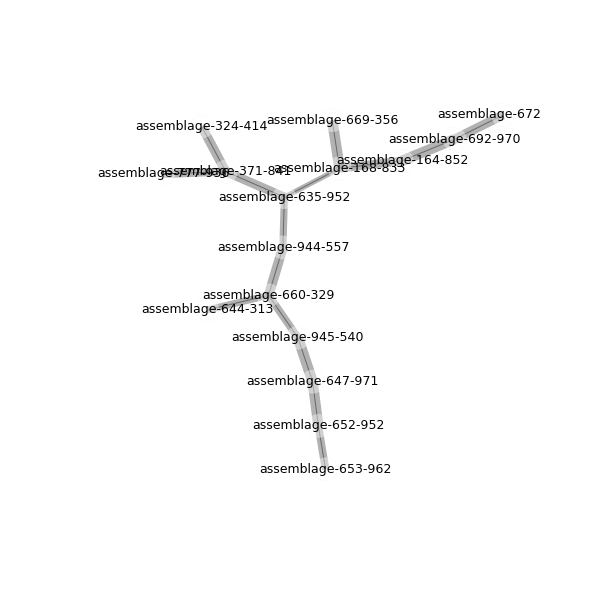 assemblage-672
assemblage-669-356
assemblage-324-414
assemblage-692-970
assemblage-164-852
assemblage-168-833
assemblage-371-841
assemblage-777-936
assemblage-635-952
assemblage-944-557
assemblage-660-329
assemblage-644-313
assemblage-945-540
assemblage-647-971
assemblage-652-952
assemblage-653-962